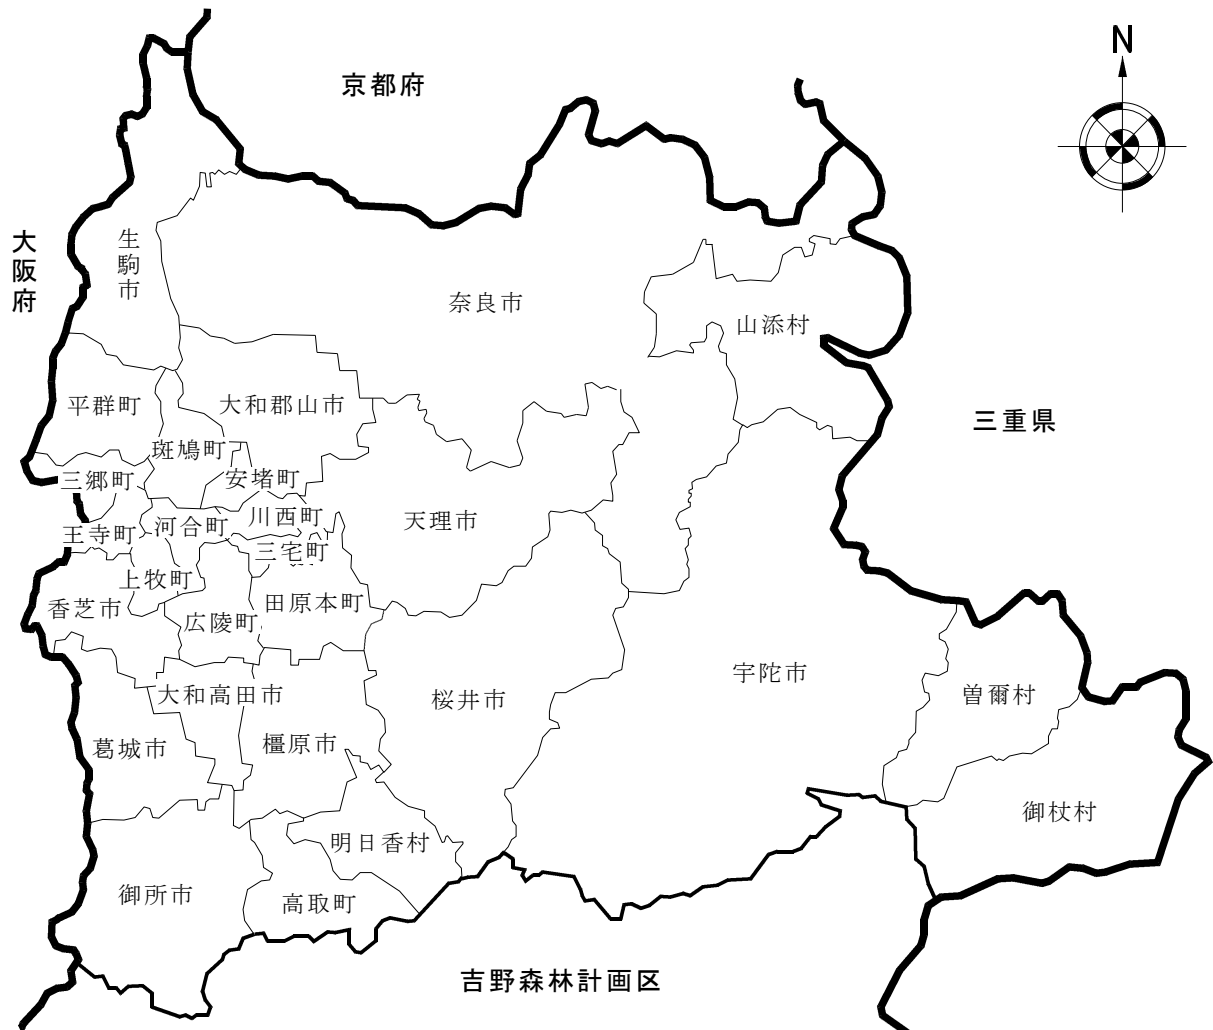 N
京都府
大阪府
生駒市
奈良市
山添村
平群町
大和郡山市
三重県
斑鳩町
三郷町
安堵町
天理市
川西町
河合町
王寺町
三宅町
上牧町
香芝市
田原本町
広陵町
宇陀市
大和高田市
桜井市
曽爾村
葛城市
橿原市
御杖村
明日香村
御所市
高取町
吉野森林計画区